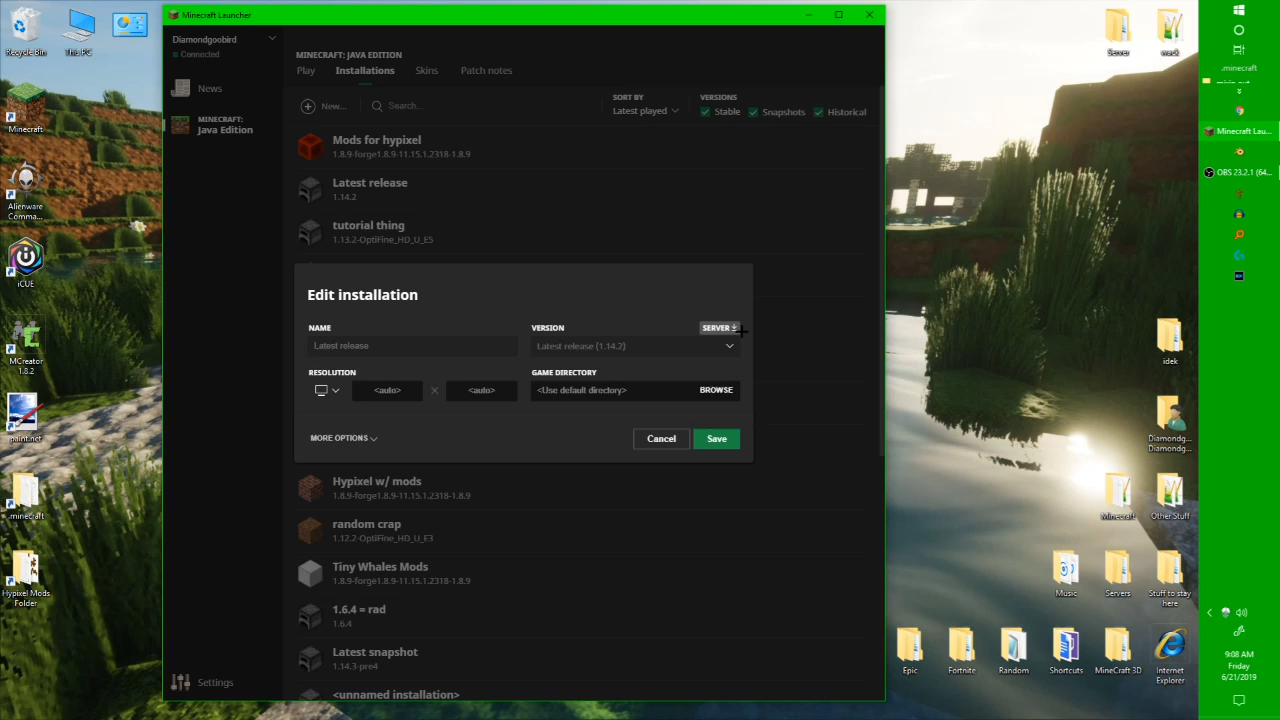 Recycle Bin
This PC
Minecraft
Alienware
Comma...
iCUE
MCreator
1.8.2
paint.net
.minecraft
Hypixel Mods
Folder
Minecraft Launcher
Diamondgoobird
Connected
News
MINECRAFT:
Java Edition
Settings
MINECRAFT: JAVA EDITION
Play
Installations
Skins
Patch notes
New...
Search...
SORT BY
Latest played
VERSIONS
Stable
Snapshots
Historical
Mods for hypixel
1.8.9-forge1.8.9-11.15.1.2318-1.8.9
Latest release
1.14.2
tutorial thing
1.13.2-OptiFine_HD_U_E5
Edit installation
NAME
Latest release
VERSION
SERVER
Latest release (1.14.2)
RESOLUTION
<auto>
<auto>
GAME DIRECTORY
<Use default directory>
BROWSE
MORE OPTIONS
Cancel
Save
Hypixel w/ mods
1.8.9-forge1.8.9-11.15.1.2318-1.8.9
random crap
1.12.2-OptiFine_HD_U_E3
Tiny Whales Mods
1.8.9-forge1.8.9-11.15.1.2318-1.8.9
1.6.4 = rad
1.6.4
Latest snapshot
1.14.3-pre4
<unnamed installation>
Server
wack
idek
Diamondg...
Diamondg...
Minecraft
Other Stuff
Music
Servers
Stuff to stay
here
Epic
Fortnite
Random
Shortcuts
MineCraft 3D
Internet
Explorer
.minecraft
Minecraft Lau...
OBS 23.2.1 (64...
9:08 AM
Friday
6/21/2019